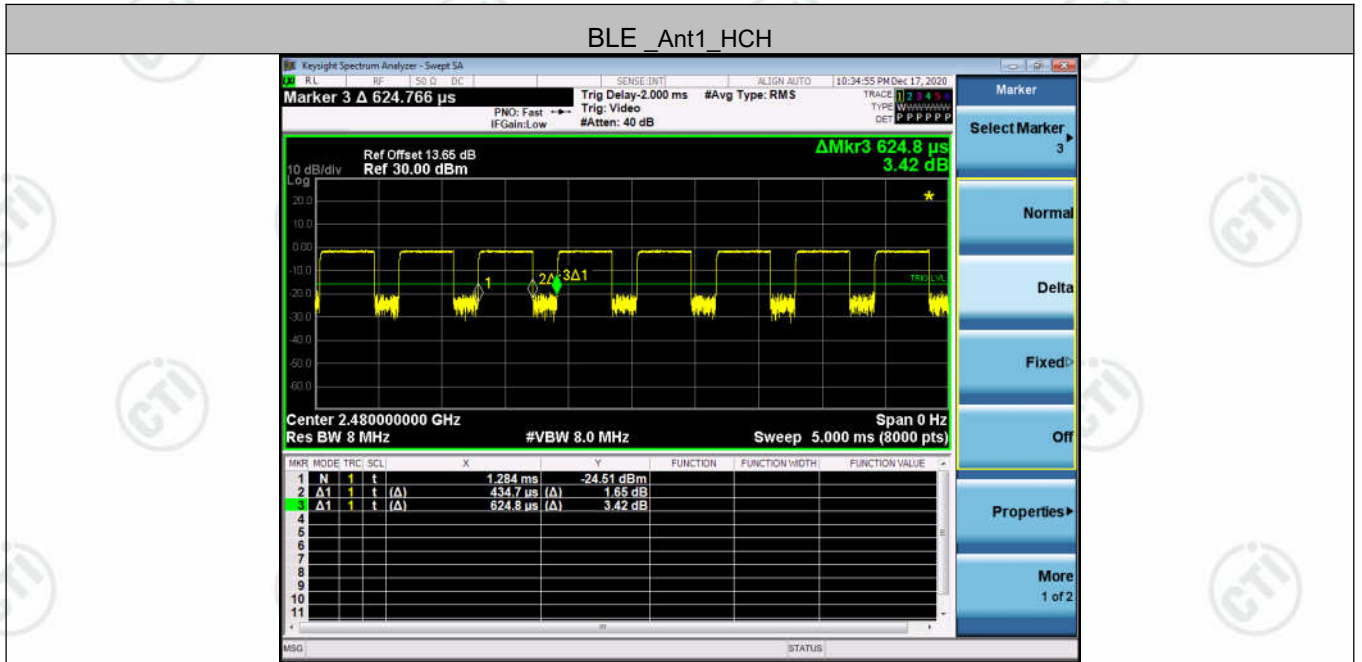 BLE _Ant1_HCH
Keysight Spectrum Analyzer - Swept SA
RL RF 50 Ω DC SENSE:INT ALIGN AUTO 10:34:55 PM Dec 17, 2020
Marker 3 Δ 624.766 µs
PNO: Fast
IFGain:Low
Trig Delay-2.000 ms
Trig: Video
#Atten: 40 dB
#Avg Type: RMS
TRACE 1 2 3 4 5 6
TYPE WWWWWW
DET P P P P P P
Marker
Select Marker
3
Normal
Delta
Fixed
Off
Properties
More
1 of 2
ΔMkr3 624.8 µs
3.42 dB
Ref Offset 13.65 dB
10 dB/div Ref 30.00 dBm
Log
20.0
10.0
0.00
-10.0
-20.0
-30.0
-40.0
-50.0
-60.0
1
2Δ
3Δ1
TRIG LVL
Center 2.480000000 GHz Span 0 Hz
Res BW 8 MHz #VBW 8.0 MHz Sweep 5.000 ms (8000 pts)
MKR MODE TRC SCL X Y FUNCTION FUNCTION WIDTH FUNCTION VALUE
1 N 1 t 1.284 ms -24.51 dBm
2 Δ1 1 t (Δ) 434.7 µs (Δ) 1.65 dB
3 Δ1 1 t (Δ) 624.8 µs (Δ) 3.42 dB
4
5
6
7
8
9
10
11
MSG STATUS
CTI
CTI
CTI
CTI
CTI
CTI